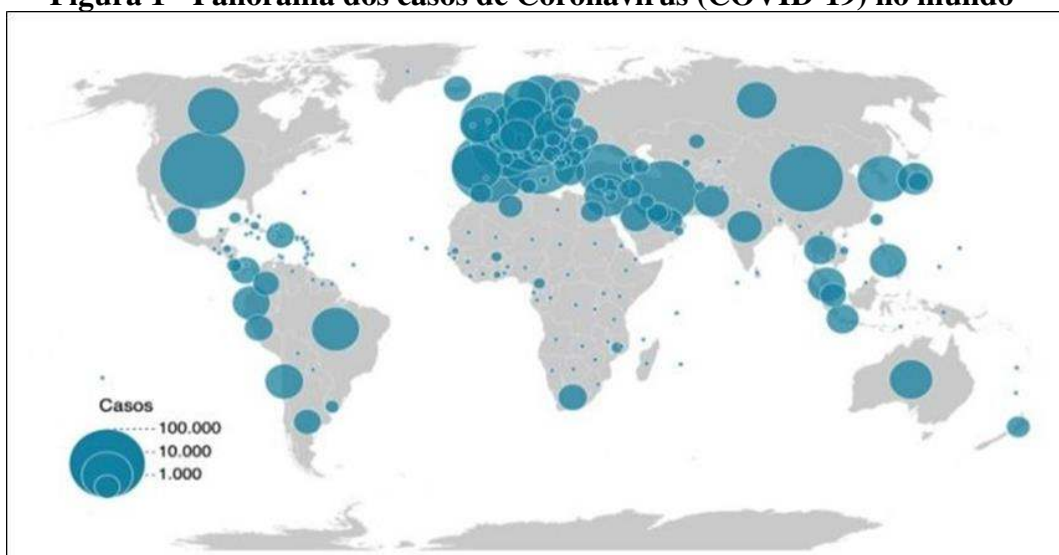 Figura 1 - Panorama dos casos de Coronavírus (COVID-19) no mundo
Casos
100.000
10.000
1.000